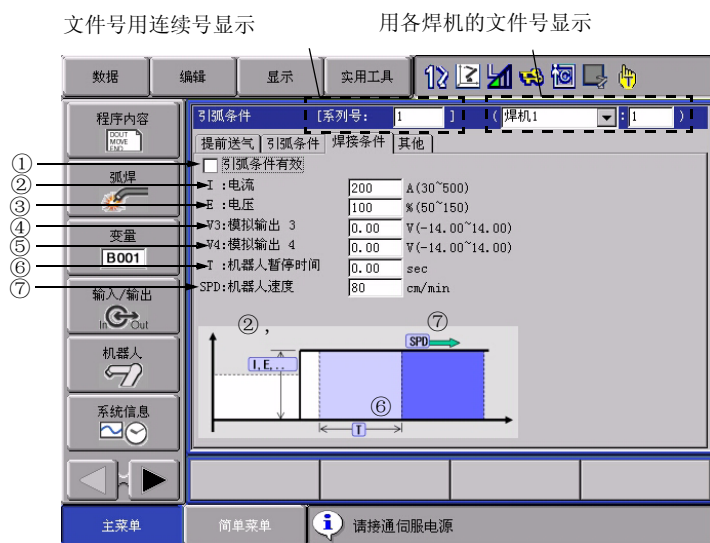 文件号用连续号显示
用各焊机的文件号显示
数据
编辑
显示
实用工具
程序内容
DOUT
MOVE
END
弧焊
变量
B001
输入/输出
In Out
机器人
系统信息
引弧条件 [系列号: 1 ] ( 焊机1 : 1 )
提前送气 引弧条件 焊接条件 其他
① 引弧条件有效
② I :电流 200 A(30~500)
③ E :电压 100 %(50~150)
④ V3:模拟输出 3 0.00 V(-14.00~14.00)
⑤ V4:模拟输出 4 0.00 V(-14.00~14.00)
⑥ T :机器人暂停时间 0.00 sec
⑦ SPD:机器人速度 80 cm/min
②,
⑦
SPD
I,E,..
⑥
T
主菜单
简单菜单
请接通伺服电源